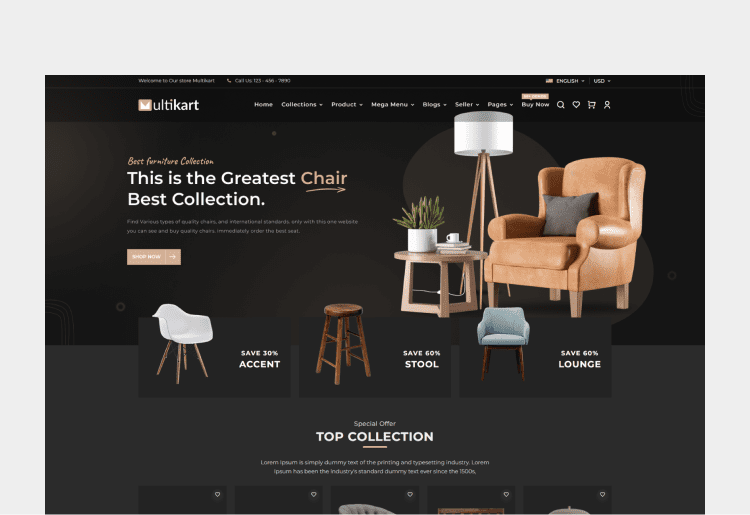 Welcome to Our store Multikart
Call Us: 123 - 456 - 7890
ENGLISH
USD
ultikart
Home
Collections
Product
Mega Menu
Blogs
Seller
Pages
Buy Now
Best furniture Collection
This is the Greatest Chair
Best Collection.
Find Various types of quality chairs, and international standards, only with this one website
you can see and buy quality chairs, immediately order the best seat.
SHOP NOW
SAVE 30%
ACCENT
SAVE 60%
STOOL
SAVE 60%
LOUNGE
Special Offer
TOP COLLECTION
Lorem Ipsum is simply dummy text of the printing and typesetting industry. Lorem
Ipsum has been the industry's standard dummy text ever since the 1500s,